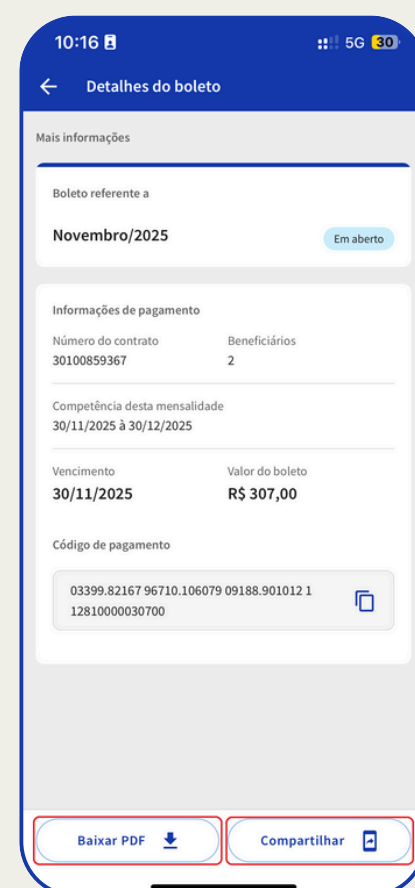 10:16 5G 30
Detalhes do boleto
Mais informações
Boleto referente a
Novembro/2025 Em aberto
Informações de pagamento
Número do contrato Beneficiários
30100859367 2
Competência desta mensalidade
30/11/2025 à 30/12/2025
Vencimento Valor do boleto
30/11/2025 R$ 307,00
Código de pagamento
03399.82167 96710.106079 09188.901012 1
12810000030700
Baixar PDF Compartilhar